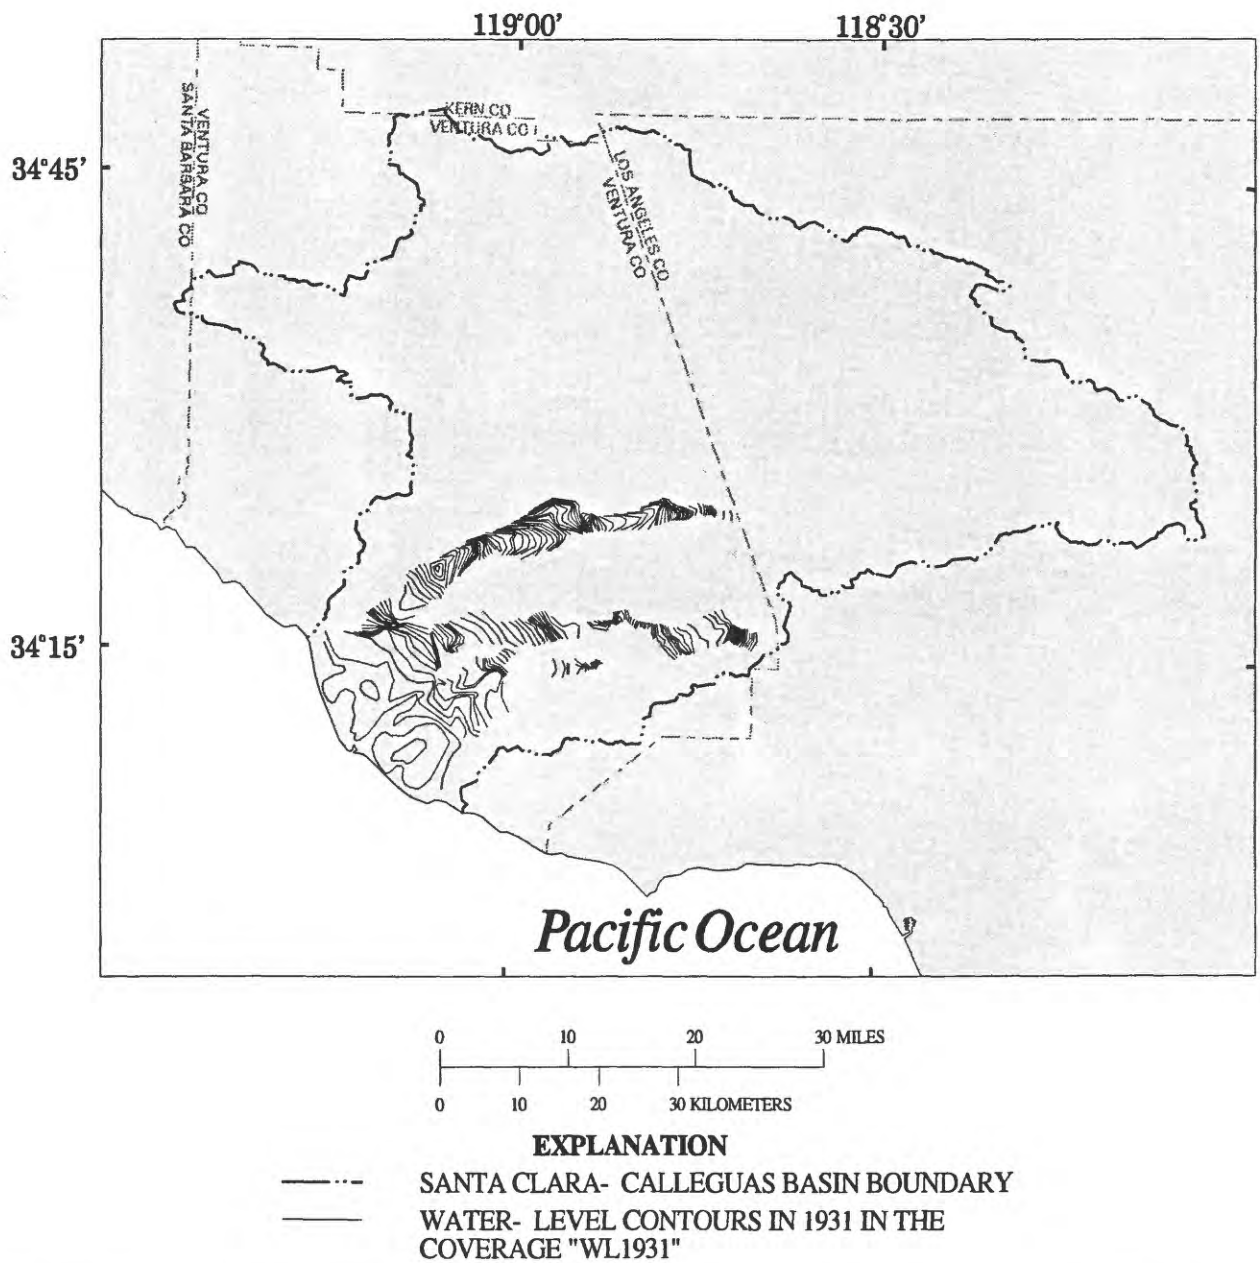 119°00' 118°30'
KERN CO
VENTURA CO
VENTURA CO
SANTA BARBARA CO
34°45'
LOS ANGELES CO
VENTURA CO
34°15'
Pacific Ocean
0 10 20 30 MILES
0 10 20 30 KILOMETERS
EXPLANATION
SANTA CLARA- CALLEGUAS BASIN BOUNDARY
WATER- LEVEL CONTOURS IN 1931 IN THE
COVERAGE "WL1931"